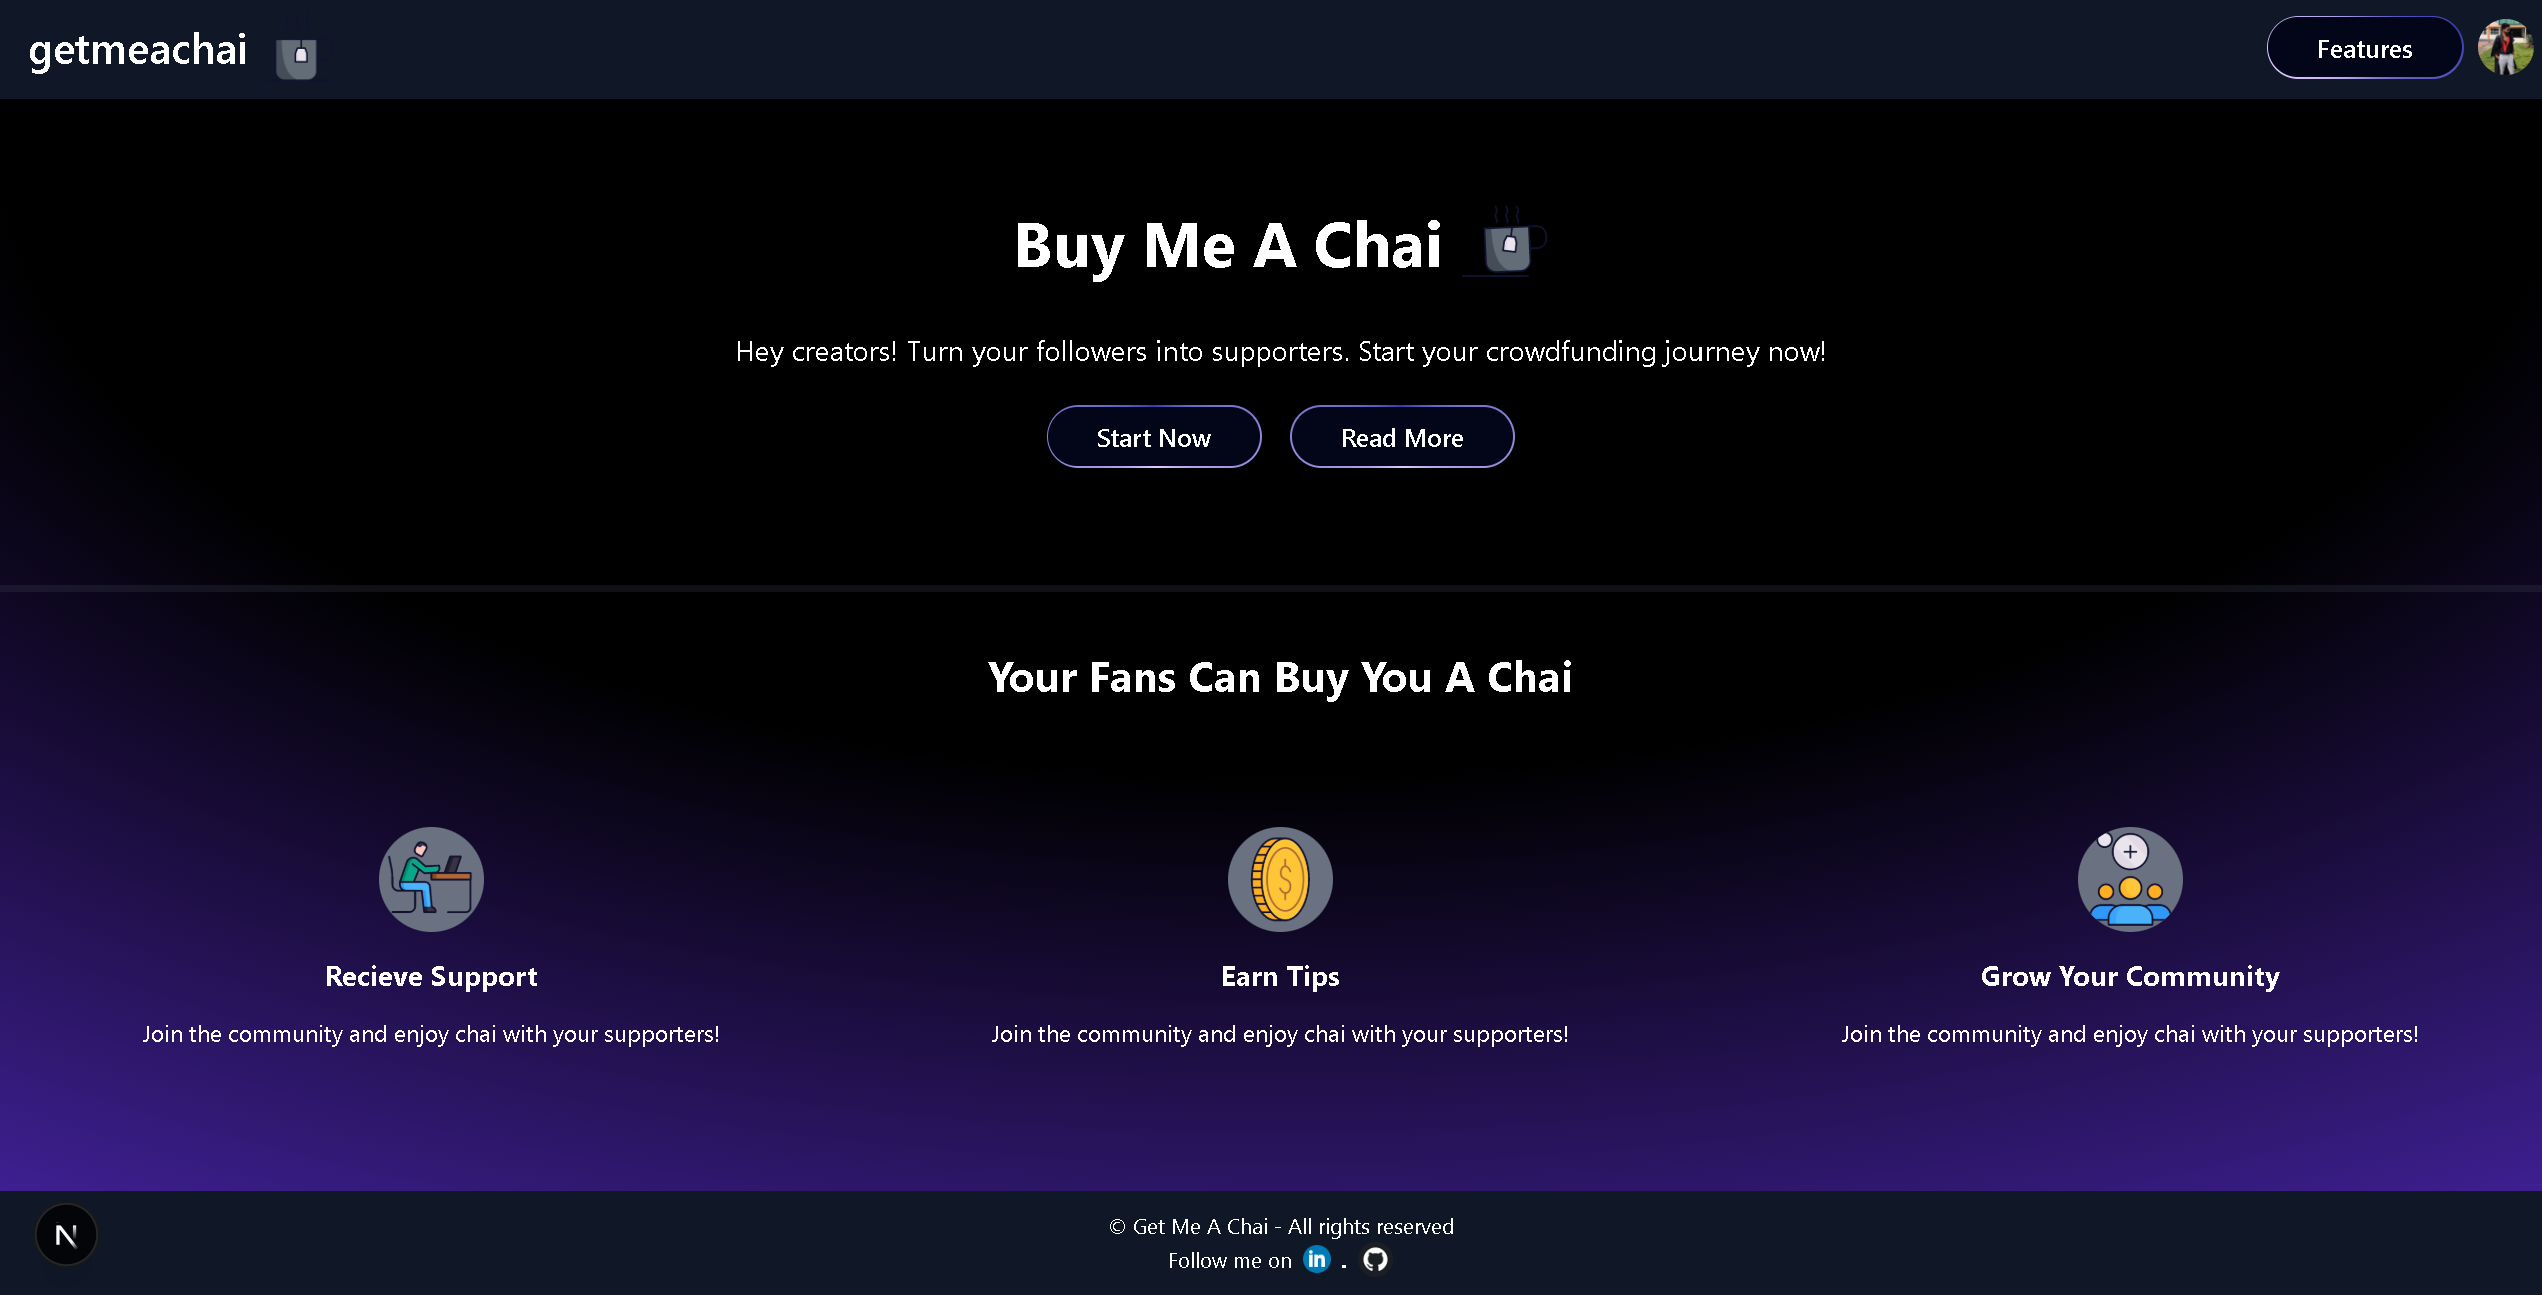 getmeachai
Features
Buy Me A Chai
Hey creators! Turn your followers into supporters. Start your crowdfunding journey now!
Start Now
Read More
Your Fans Can Buy You A Chai
$
Recieve Support
Earn Tips
Grow Your Community
Join the community and enjoy chai with your supporters!
Join the community and enjoy chai with your supporters!
Join the community and enjoy chai with your supporters!
N
© Get Me A Chai - All rights reserved
Follow me on in .